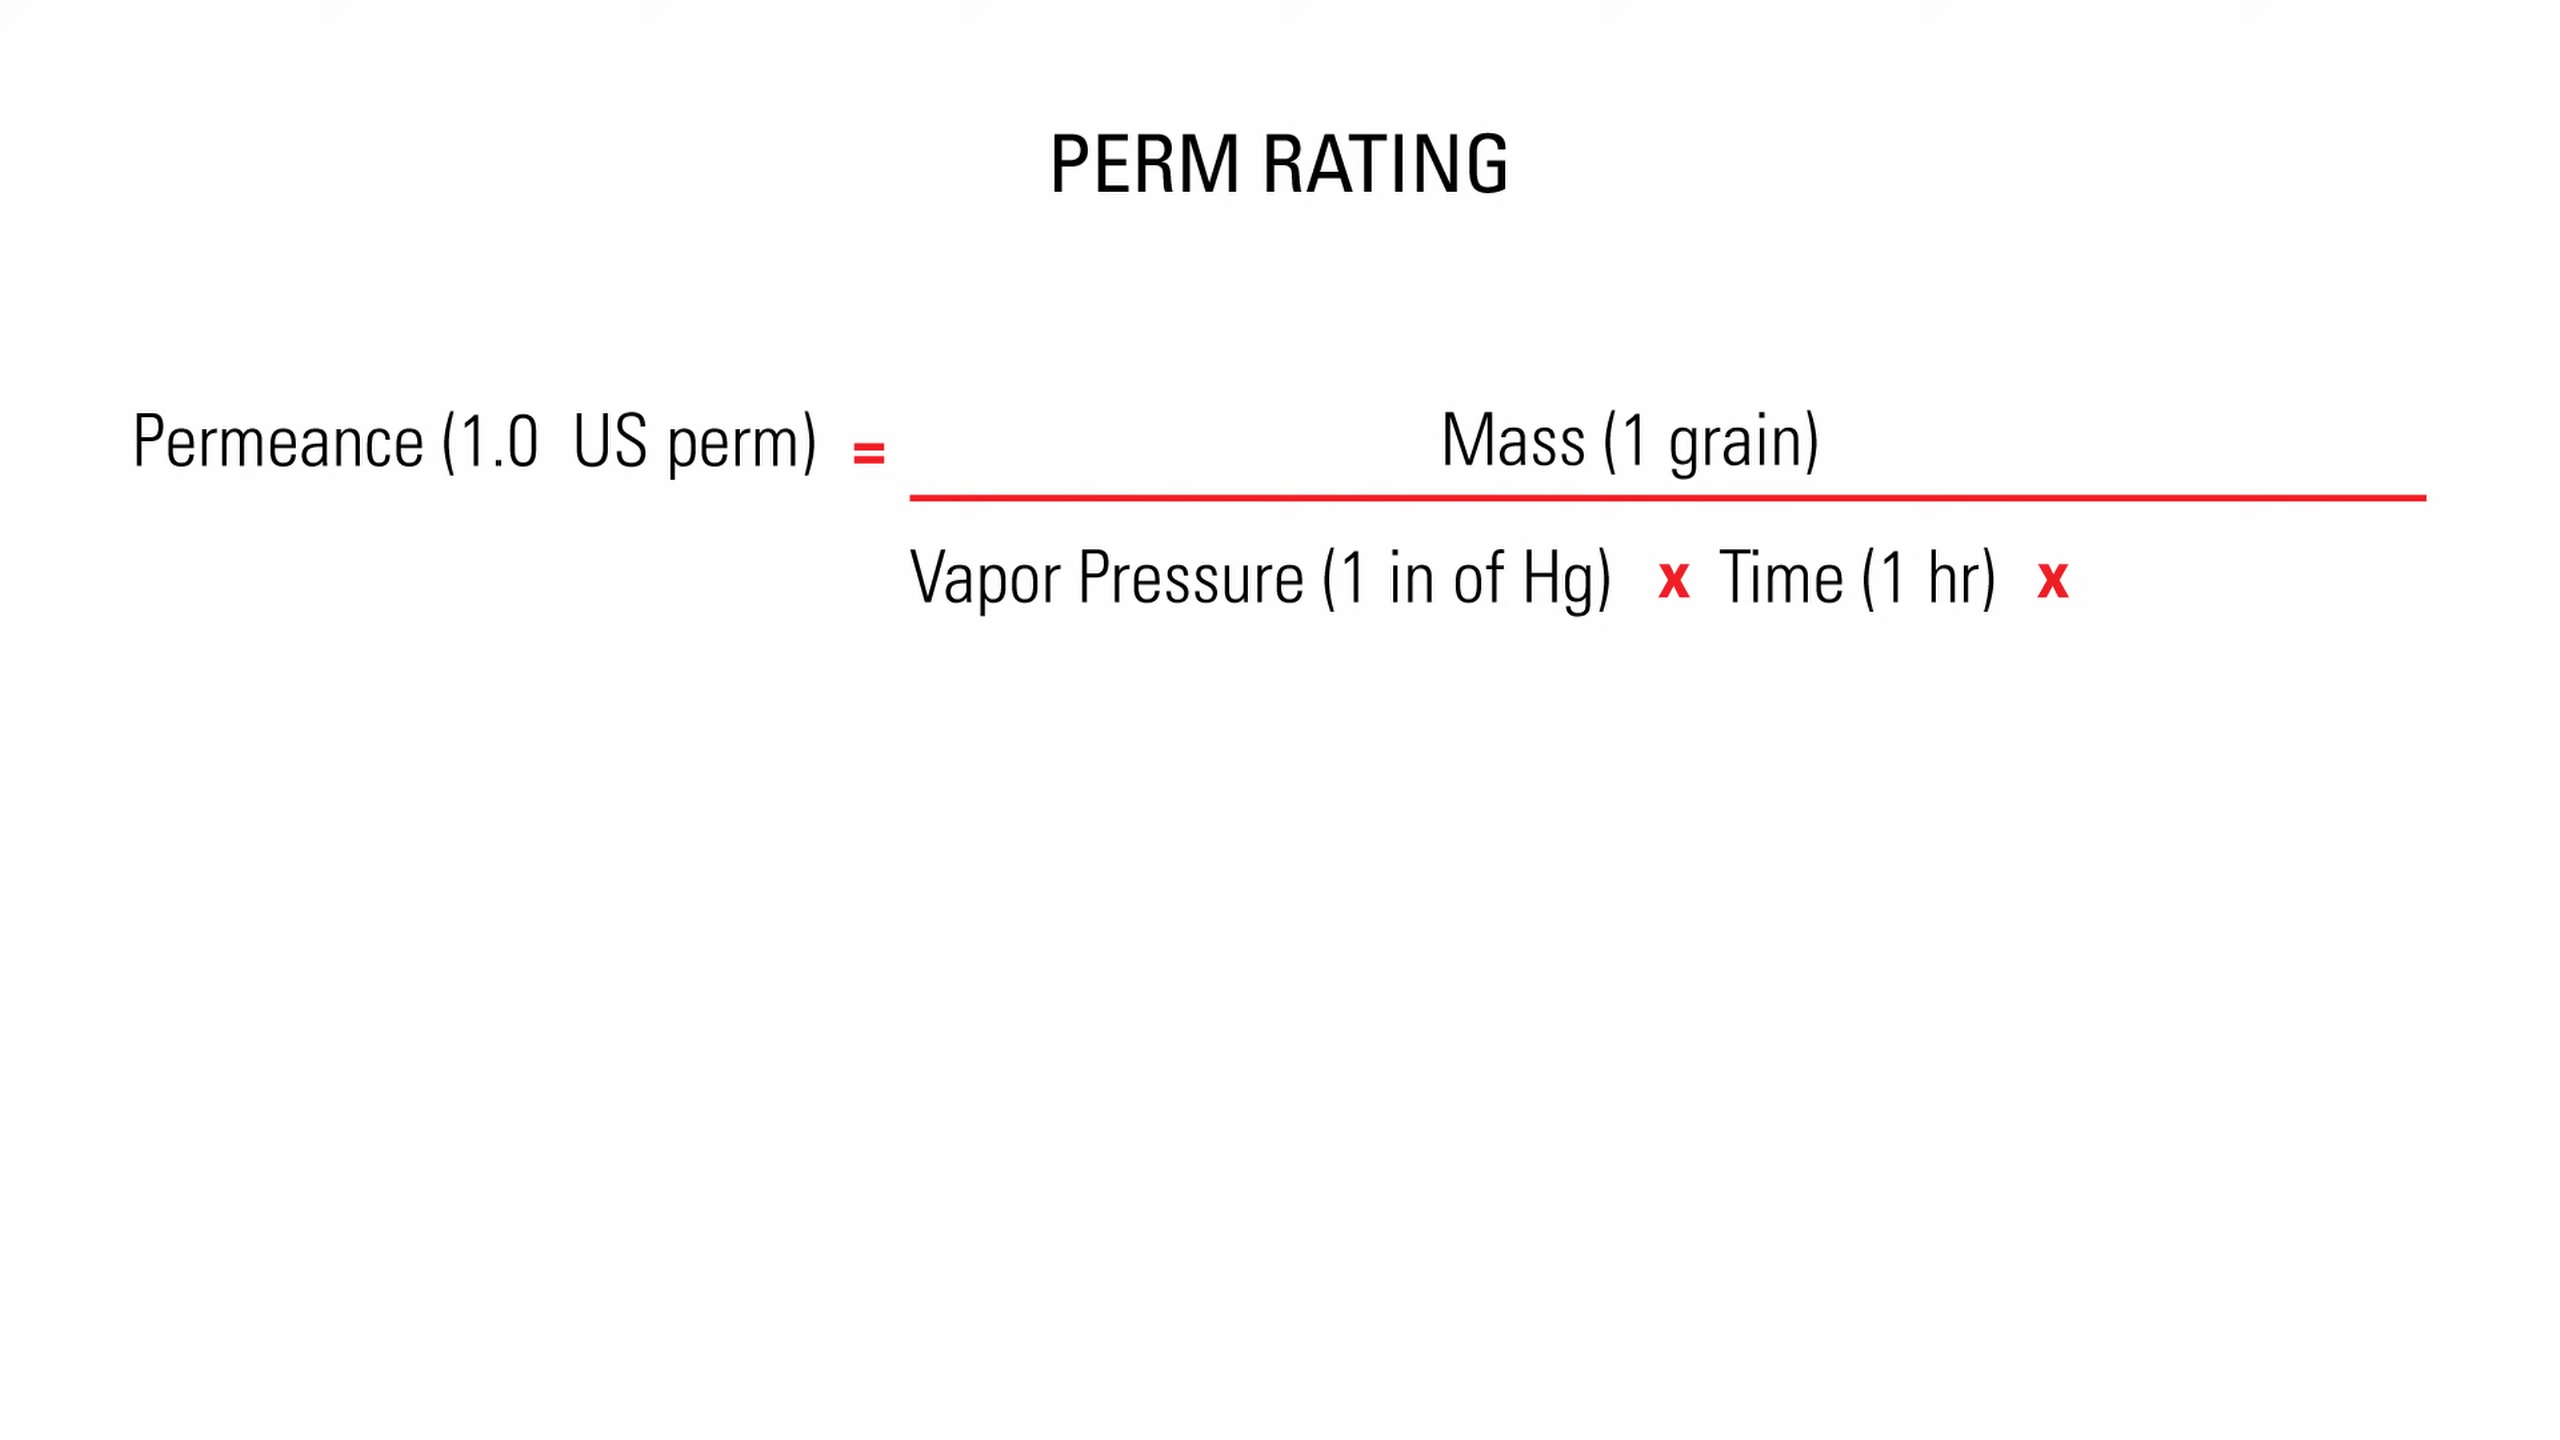 PERM RATING
Permeance (1.0 US perm) = Mass (1 grain)
Vapor Pressure (1 in of Hg) x Time (1 hr) x